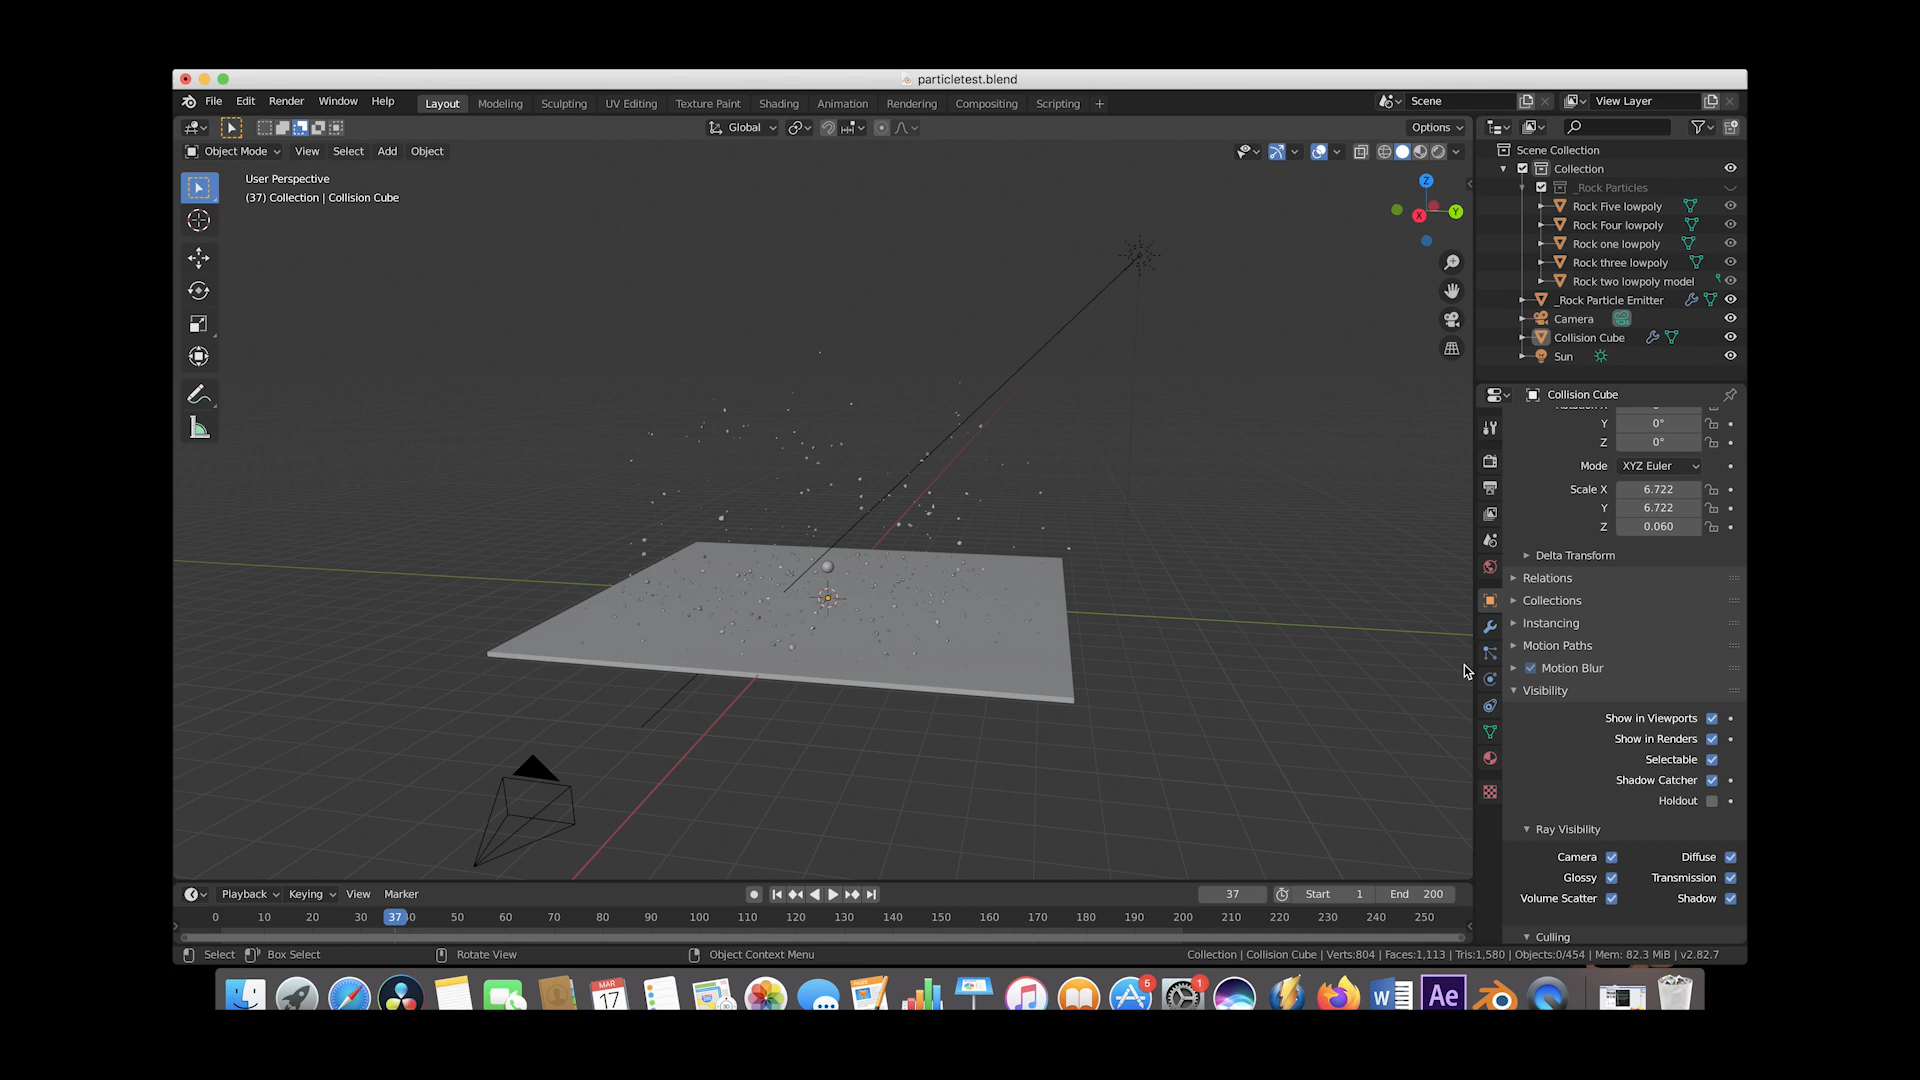 particletest.blend
File Edit Render Window Help Layout Modeling Sculpting UV Editing Texture Paint Shading Animation Rendering Compositing Scripting + Scene View Layer
Global Options
Object Mode View Select Add Object
User Perspective
(37) Collection | Collision Cube
Z
X
Y
Scene Collection
Collection
_Rock Particles
Rock Five lowpoly
Rock Four lowpoly
Rock one lowpoly
Rock three lowpoly
Rock two lowpoly model
_Rock Particle Emitter
Camera
Collision Cube
Sun
Collision Cube
Y 0°
Z 0°
Mode XYZ Euler
Scale X 6.722
Y 6.722
Z 0.060
Delta Transform
Relations
Collections
Instancing
Motion Paths
Motion Blur
Visibility
Show in Viewports
Show in Renders
Selectable
Shadow Catcher
Holdout
Ray Visibility
Camera Diffuse
Glossy Transmission
Volume Scatter Shadow
Culling
Playback Keying View Marker 37 Start 1 End 200
0 10 20 30 37 50 60 70 80 90 100 110 120 130 140 150 160 170 180 190 200 210 220 230 240 250
Select Box Select Rotate View Object Context Menu Collection | Collision Cube | Verts:804 | Faces:1,113 | Tris:1,580 | Objects:0/454 | Mem: 82.3 MiB | v2.82.7
MAR
17
5
1
W
Ae